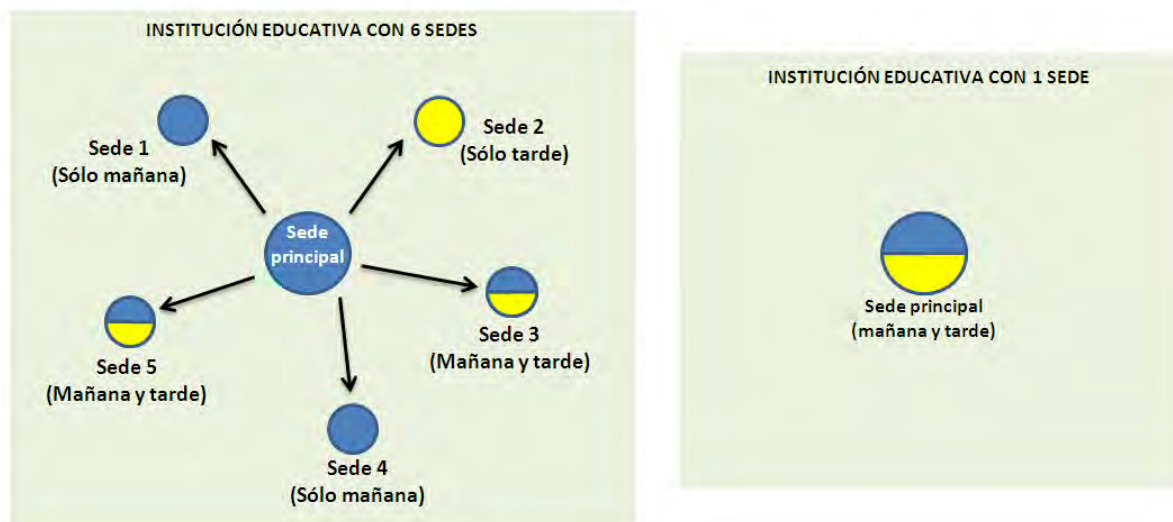 INSTITUCIÓN EDUCATIVA CON 6 SEDES
Sede 1
(Sólo mañana)
Sede 2
(Sólo tarde)
Sede
principal
Sede 3
(Mañana y tarde)
Sede 5
(Mañana y tarde)
Sede 4
(Sólo mañana)
INSTITUCIÓN EDUCATIVA CON 1 SEDE
Sede principal
(mañana y tarde)